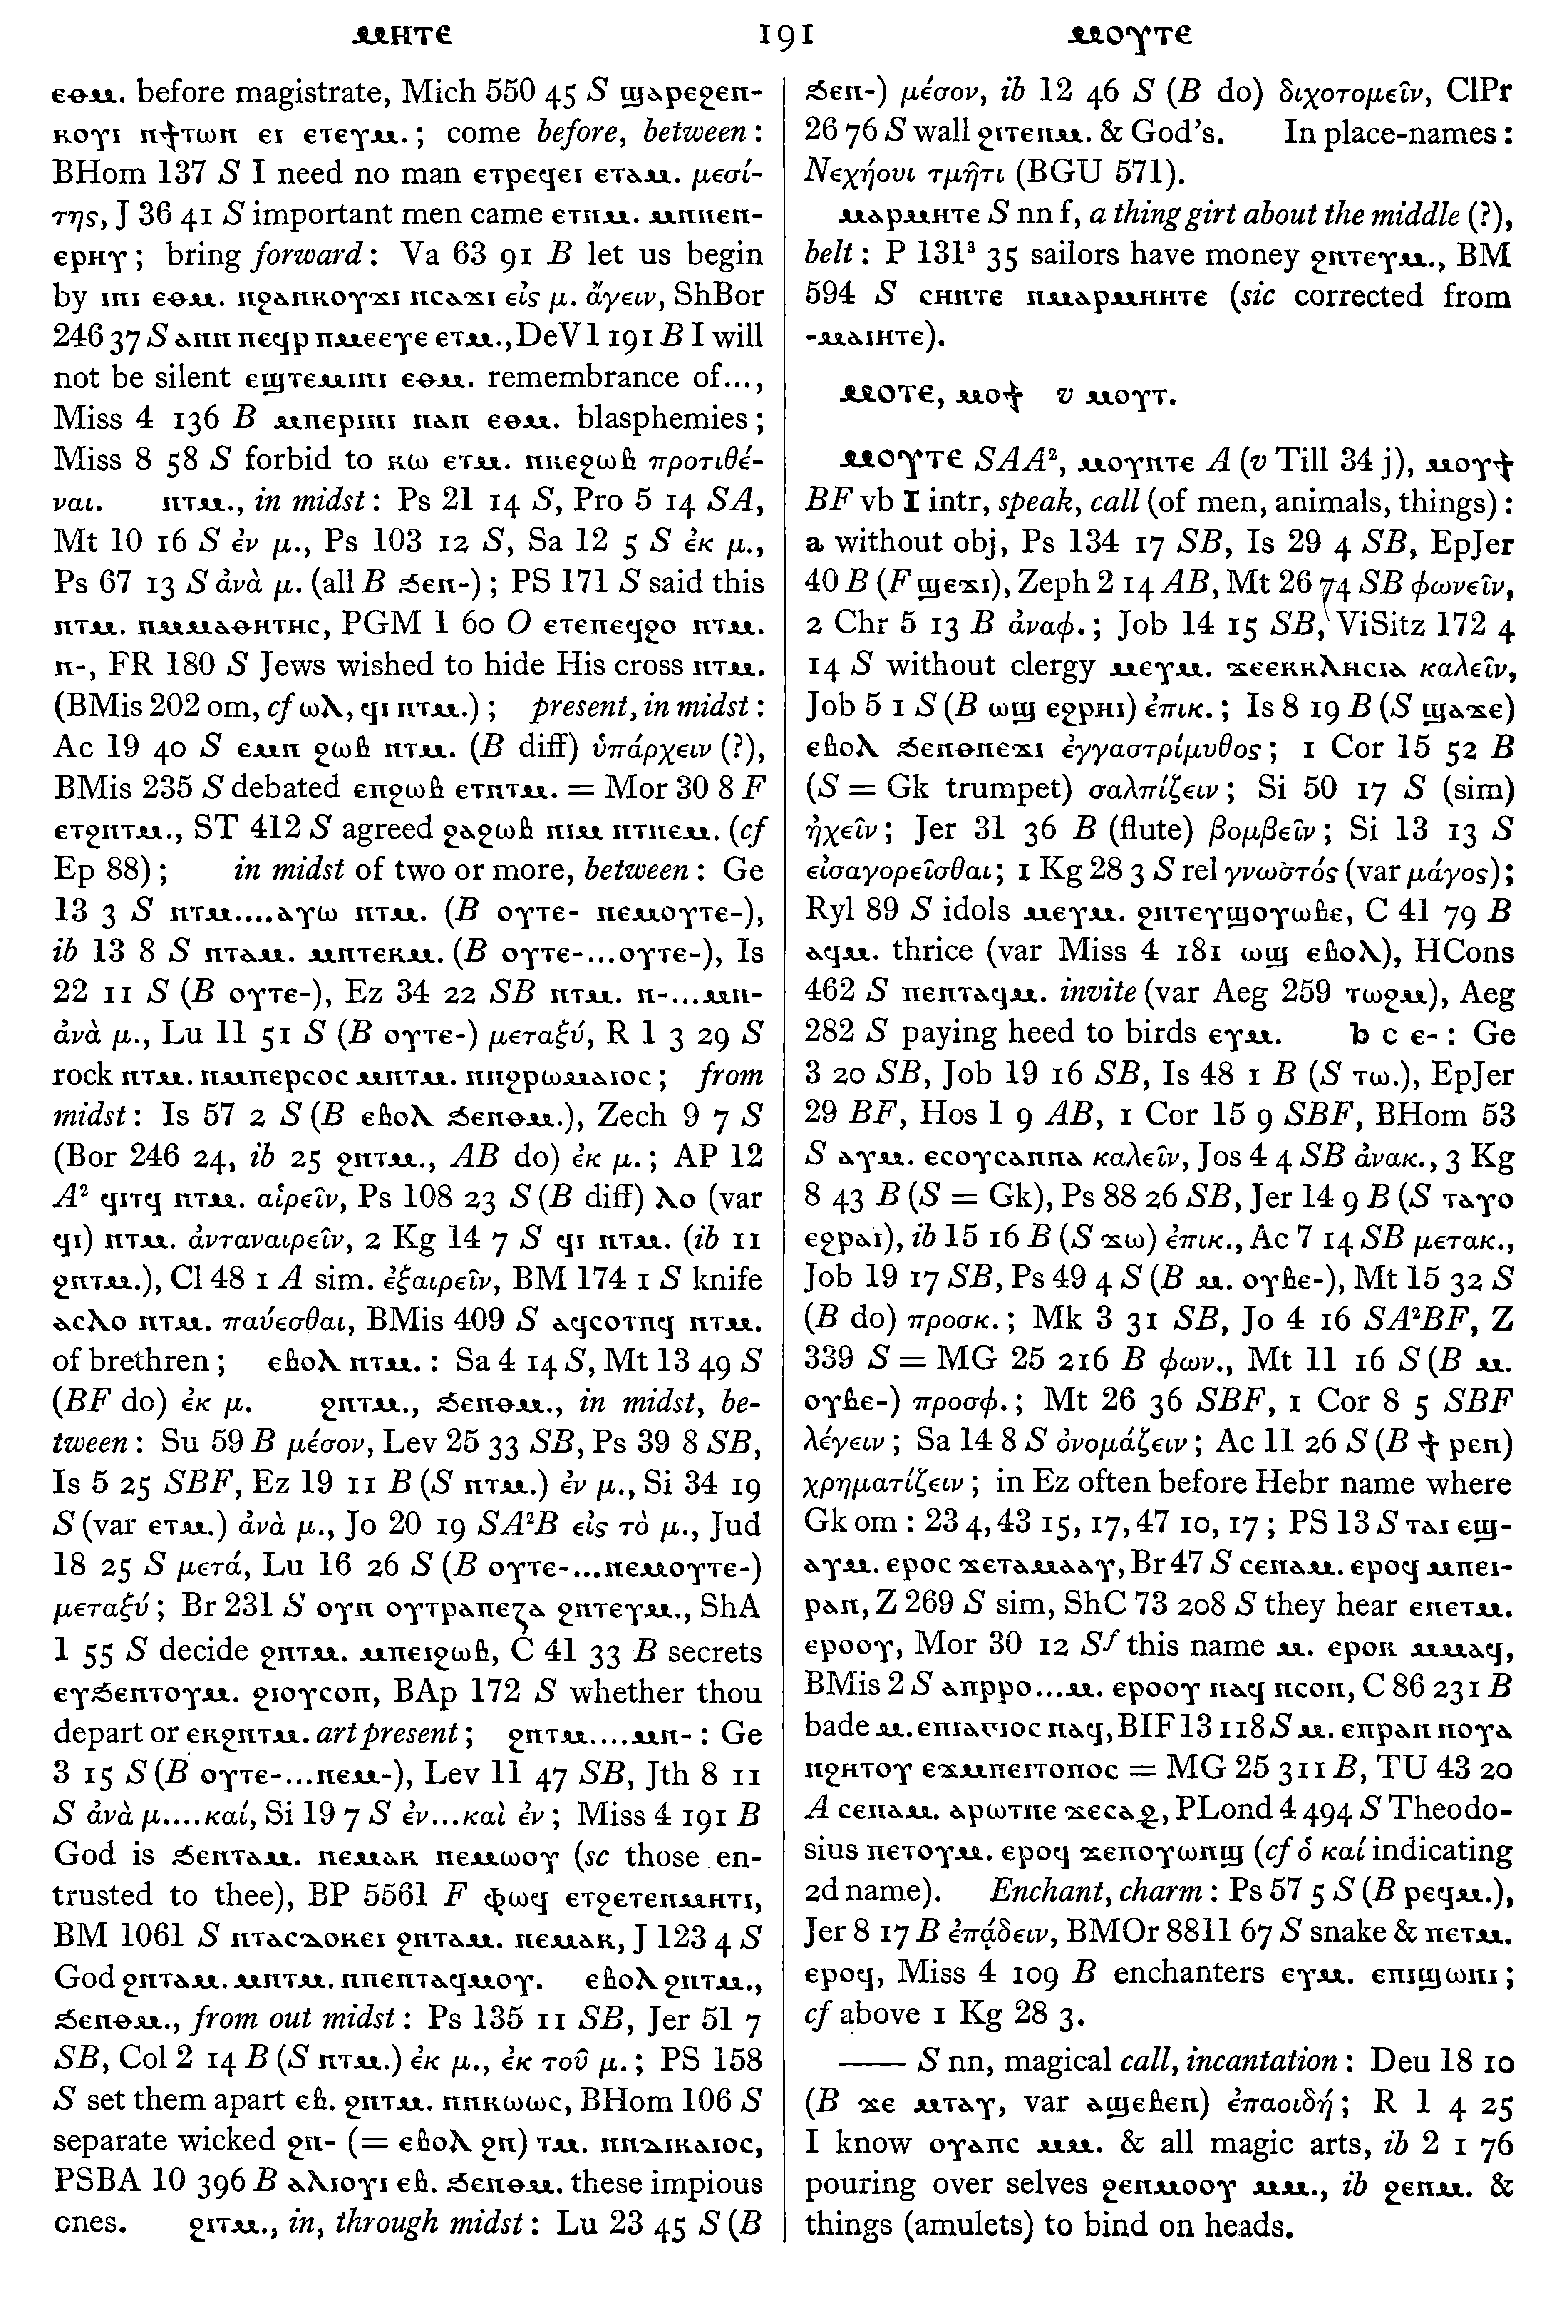 ⲙⲏⲧⲉ 191 ⲙⲟⲩⲧⲉ
ⲉⲑⲙ. before magistrate, Mich 550 45 S ϣⲁⲣⲉϩⲉⲛ-
ⲕⲟⲩⲓ ⲛϯⲧⲱⲛ ⲉⲓ ⲉⲧⲉⲩⲙ.; come before, between:
BHom 137 S I need no man ⲉⲧⲣⲉϥⲉⲓ ⲉⲧⲁⲙ. μεσί-
της, J 36 41 S important men came ⲉⲧⲛⲙ. ⲙⲛⲛⲉⲛ-
ⲉⲣⲏⲩ; bring forward: Va 63 91 B let us begin
by ⲓⲛⲓ ⲉⲑⲙ. ⲛϩⲁⲛⲕⲟⲩϫⲓ ⲛⲥⲁϫⲓ εἰς μ. ἄγειν, ShBor
246 37 S ⲁⲛⲛ ⲡⲉϥⲣ ⲡⲙⲉⲉⲩⲉ ⲉⲧⲙ., DeV1 191 B I will
not be silent ⲉϣⲧⲉⲙⲓⲛⲓ ⲉⲑⲙ. remembrance of...,
Miss 4 136 B ⲙⲡⲉⲣⲓⲛⲓ ⲛⲁⲛ ⲉⲑⲙ. blasphemies;
Miss 8 58 S forbid to ⲕⲱ ⲉⲧⲙ. ⲛⲕⲉϩⲱⲃ προτιθέ-
ναι. ⲛⲧⲙ., in midst: Ps 21 14 S, Pro 5 14 SA,
Mt 10 16 S ἐν μ., Ps 103 12 S, Sa 12 5 S ἐκ μ.,
Ps 67 13 S ἀνὰ μ. (all B ϧⲉⲛ-); PS 171 S said this
ⲛⲧⲙ. ⲛⲙⲙⲁⲑⲏⲧⲏⲥ, PGM 1 60 O ⲉⲧⲉⲡⲉϥϩⲟ ⲛⲧⲙ.
ⲛ-, FR 180 S Jews wished to hide His cross ⲛⲧⲙ.
(BMis 202 om, cf ⲱⲗ, ϥⲓ ⲛⲧⲙ.); present, in midst:
Ac 19 40 S ⲉⲙⲛ ϩⲱⲃ ⲛⲧⲙ. (B diff) ὑπάρχειν (?),
BMis 235 S debated ⲉⲡϩⲱⲃ ⲉⲧⲛⲧⲙ. = Mor 30 8 F
ⲉⲧϩⲛⲧⲙ., ST 412 S agreed ϩⲁϩⲱⲃ ⲛⲓⲙ ⲛⲧⲛⲉⲙ. (cf
Ep 88); in midst of two or more, between: Ge
13 3 S ⲛⲧⲙ....ⲁⲩⲱ ⲛⲧⲙ. (B ⲟⲩⲧⲉ- ⲛⲉⲙⲟⲩⲧⲉ-),
ib 13 8 S ⲛⲧⲁⲙ. ⲙⲛⲧⲉⲕⲙ. (B ⲟⲩⲧⲉ-...ⲟⲩⲧⲉ-), Is
22 11 S (B ⲟⲩⲧⲉ-), Ez 34 22 SB ⲛⲧⲙ. ⲛ-...ⲙⲛ-
ἀνὰ μ., Lu 11 51 S (B ⲟⲩⲧⲉ-) μεταξύ, R 1 3 29 S
rock ⲛⲧⲙ. ⲛⲙⲡⲉⲣⲥⲟⲥ ⲙⲛⲧⲙ. ⲛⲛϩⲣⲱⲙⲁⲓⲟⲥ; from
midst: Is 57 2 S (B ⲉⲃⲟⲗ ϧⲉⲛⲑⲙ.), Zech 9 7 S
(Bor 246 24, ib 25 ϩⲛⲧⲙ., AB do) ἐκ μ.; AP 12
A² ϥⲓⲧϥ ⲛⲧⲙ. αἱρεῖν, Ps 108 23 S (B diff) ⲗⲟ (var
ϥⲓ) ⲛⲧⲙ. ἀνταναιρεῖν, 2 Kg 14 7 S ϥⲓ ⲛⲧⲙ. (ib 11
ϩⲛⲧⲙ.), Cl 48 1 A sim. ἐξαιρεῖν, BM 174 1 S knife
ⲁⲥⲗⲟ ⲛⲧⲙ. παύεσθαι, BMis 409 S ⲁϥⲥⲟⲧⲡϥ ⲛⲧⲙ.
of brethren; ⲉⲃⲟⲗ ⲛⲧⲙ.: Sa 4 14 S, Mt 13 49 S
(BF do) ἐκ μ. ϩⲛⲧⲙ., ϧⲉⲛⲑⲙ., in midst, be-
tween: Su 59 B μέσον, Lev 25 33 SB, Ps 39 8 SB,
Is 5 25 SBF, Ez 19 11 B (S ⲛⲧⲙ.) ἐν μ., Si 34 19
S (var ⲉⲧⲙ.) ἀνὰ μ., Jo 20 19 SA²B εἰς τὸ μ., Jud
18 25 S μετά, Lu 16 26 S (B ⲟⲩⲧⲉ-...ⲛⲉⲙⲟⲩⲧⲉ-)
μεταξύ; Br 231 S ⲟⲩⲛ ⲟⲩⲧⲣⲁⲡⲉⲍⲁ ϩⲛⲧⲉⲩⲙ., ShA
1 55 S decide ϩⲛⲧⲙ. ⲙⲡⲉⲓϩⲱⲃ, C 41 33 B secrets
ⲉⲩϧⲉⲛⲧⲟⲩⲙ. ϩⲓⲟⲩⲥⲟⲡ, BAp 172 S whether thou
depart or ⲉⲕϩⲛⲧⲙ. art present; ϩⲛⲧⲙ....ⲙⲛ-: Ge
3 15 S (B ⲟⲩⲧⲉ-...ⲛⲉⲙ-), Lev 11 47 SB, Jth 8 11
S ἀνὰ μ....καί, Si 19 7 S ἐν...καὶ ἐν; Miss 4 191 B
God is ϧⲉⲛⲧⲁⲙ. ⲛⲉⲙⲁⲕ ⲛⲉⲙⲱⲟⲩ (sc those en-
trusted to thee), BP 5561 F ⲫⲱϥ ⲉⲧϩⲉⲧⲉⲛⲙⲏⲧⲓ,
BM 1061 S ⲛⲧⲁⲥⲇⲟⲕⲉⲓ ϩⲛⲧⲁⲙ. ⲛⲉⲙⲁⲕ, J 123 4 S
God ϩⲛⲧⲁⲙ. ⲙⲛⲧⲙ. ⲛⲡⲉⲛⲧⲁϥⲙⲟⲩ. ⲉⲃⲟⲗ ϩⲛⲧⲙ.,
ϧⲉⲛⲑⲙ., from out midst: Ps 135 11 SB, Jer 51 7
SB, Col 2 14 B (S ⲛⲧⲙ.) ἐκ μ., ἐκ τοῦ μ.; PS 158
S set them apart ⲉⲃ. ϩⲛⲧⲙ. ⲛⲛⲕⲱⲱⲥ, BHom 106 S
separate wicked ϩⲛ- (= ⲉⲃⲟⲗ ϩⲛ) ⲧⲙ. ⲛⲛⲇⲓⲕⲁⲓⲟⲥ,
PSBA 10 396 B ⲁⲗⲓⲟⲩⲓ ⲉⲃ. ϧⲉⲛⲑⲙ. these impious
ones. ϩⲓⲧⲙ., in, through midst: Lu 23 45 S (B
ϧⲉⲛ-) μέσον, ib 12 46 S (B do) διχοτομεῖν, ClPr
26 76 S wall ϩⲓⲧⲉⲛⲙ. & God's. In place-names:
Νεχήουι τμῆτι (BGU 571).
ⲙⲁⲣⲙⲏⲧⲉ S nn f, a thing girt about the middle (?),
belt: P 131³ 35 sailors have money ϩⲛⲧⲉⲩⲙ., BM
594 S ⲥⲛⲧⲉ ⲙⲙⲁⲣⲙⲏⲏⲧⲉ (sic corrected from
-ⲙⲁⲓⲏⲧⲉ).
ⲙⲟⲧⲉ, ⲙⲟϯ v ⲙⲟⲩⲧ.
ⲙⲟⲩⲧⲉ SAA², ⲙⲟⲩⲛⲧⲉ A (v Till 34 j), ⲙⲟⲩϯ
BF vb I intr, speak, call (of men, animals, things):
a without obj, Ps 134 17 SB, Is 29 4 SB, EpJer
40 B (F ϣⲉϫⲓ), Zeph 2 14 AB, Mt 26 74 SB φωνεῖν,
2 Chr 5 13 B ἀναφ.; Job 14 15 SB, ViSitz 172 4
14 S without clergy ⲙⲉⲩⲙ. ϫⲉⲉⲕⲕⲗⲏⲥⲓⲁ καλεῖν,
Job 5 1 S (B ⲱϣ ⲉϩⲣⲏⲓ) ἐπικ.; Is 8 19 B (S ϣⲁϫⲉ)
ⲉⲃⲟⲗ ϧⲉⲛⲑⲛⲉϫⲓ ἐγγαστρίμυθος; 1 Cor 15 52 B
(S = Gk trumpet) σαλπίζειν; Si 50 17 S (sim)
ἠχεῖν; Jer 31 36 B (flute) βομβεῖν; Si 13 13 S
εἰσαγορεῖσθαι; 1 Kg 28 3 S rel γνωστός (var μάγος);
Ryl 89 S idols ⲙⲉⲩⲙ. ϩⲛⲧⲉⲩϣⲟⲩⲱⲃⲉ, C 41 79 B
ⲁϥⲙ. thrice (var Miss 4 181 ⲱϣ ⲉⲃⲟⲗ), HCons
462 S ⲡⲉⲛⲧⲁϥⲙ. invite (var Aeg 259 ⲧⲱϩⲙ), Aeg
282 S paying heed to birds ⲉⲩⲙ. b c ⲉ-: Ge
3 20 SB, Job 19 16 SB, Is 48 1 B (S ⲧⲱ.), EpJer
29 BF, Hos 1 9 AB, 1 Cor 15 9 SBF, BHom 53
S ⲁⲩⲙ. ⲉⲥⲟⲩⲥⲁⲛⲛⲁ καλεῖν, Jos 4 4 SB ἀνακ., 3 Kg
8 43 B (S = Gk), Ps 88 26 SB, Jer 14 9 B (S ⲧⲁⲩⲟ
ⲉϩⲣⲁⲓ), ib 15 16 B (S ϫⲱ) ἐπικ., Ac 7 14 SB μετακ.,
Job 19 17 SB, Ps 49 4 S (B ⲙ. ⲟⲩⲃⲉ-), Mt 15 32 S
(B do) προσκ.; Mk 3 31 SB, Jo 4 16 SA²BF, Z
339 S = MG 25 216 B φων., Mt 11 16 S (B ⲙ.
ⲟⲩⲃⲉ-) προσφ.; Mt 26 36 SBF, 1 Cor 8 5 SBF
λέγειν; Sa 14 8 S ὀνομάζειν; Ac 11 26 S (B ϯ ⲣⲉⲛ)
χρηματίζειν; in Ez often before Hebr name where
Gk om: 23 4, 43 15, 17, 47 10, 17; PS 13 S ⲧⲁⲓ ⲉϣ-
ⲁⲩⲙ. ⲉⲣⲟⲥ ϫⲉⲧⲁⲙⲁⲁⲩ, Br 47 S ⲥⲉⲛⲁⲙ. ⲉⲣⲟϥ ⲙⲡⲉⲓ-
ⲣⲁⲛ, Z 269 S sim, ShC 73 208 S they hear ⲉⲡⲉⲧⲙ.
ⲉⲣⲟⲟⲩ, Mor 30 12 Sf this name ⲙ. ⲉⲣⲟⲕ ⲙⲙⲁϥ,
BMis 2 S ⲁⲡⲣⲣⲟ...ⲙ. ⲉⲣⲟⲟⲩ ⲛⲁϥ ⲛⲥⲟⲡ, C 86 231 B
bade ⲙ. ⲉⲡⲓⲁⲅⲓⲟⲥ ⲛⲁϥ, BIF 13 118 S ⲙ. ⲉⲡⲣⲁⲛ ⲛⲟⲩⲁ
ⲛϩⲏⲧⲟⲩ ⲉϫⲙⲡⲉⲓⲧⲟⲡⲟⲥ = MG 25 311 B, TU 43 20
A ⲥⲉⲛⲁⲙ. ⲁⲣⲱⲧⲛⲉ ϫⲉⲥⲁϩ, PLond 4 494 S Theodo-
sius ⲡⲉⲧⲟⲩⲙ. ⲉⲣⲟϥ ϫⲉⲡⲟⲩⲱⲛϣ (cf ὁ καί indicating
2d name). Enchant, charm: Ps 57 5 S (B ⲣⲉϥⲙ.),
Jer 8 17 B ἐπᾴδειν, BMOr 8811 67 S snake & ⲡⲉⲧⲙ.
ⲉⲣⲟϥ, Miss 4 109 B enchanters ⲉⲩⲙ. ⲉⲡⲓϣⲱⲛⲓ;
cf above 1 Kg 28 3.
—— S nn, magical call, incantation: Deu 18 10
(B ϫⲉ ⲙⲧⲁⲩ, var ⲁϣⲉⲃⲉⲛ) ἐπαοιδή; R 1 4 25
I know ⲟⲩⲁⲡⲥ ⲙⲙ. & all magic arts, ib 2 1 76
pouring over selves ϩⲉⲛⲙⲟⲟⲩ ⲙⲙ., ib ϩⲉⲛⲙ. &
things (amulets) to bind on heads.